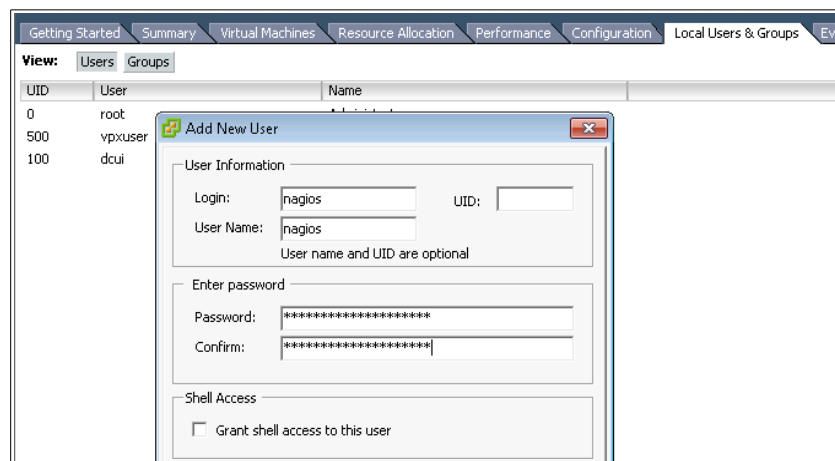 Getting Started Summary Virtual Machines Resource Allocation Performance Configuration Local Users & Groups Ev
View: Users Groups
UID User Name
0 root
500 vpxuser
100 dcui
Add New User
User Information
Login: nagios UID:
User Name: nagios
User name and UID are optional
Enter password
Password: ********************
Confirm: ********************
Shell Access
Grant shell access to this user